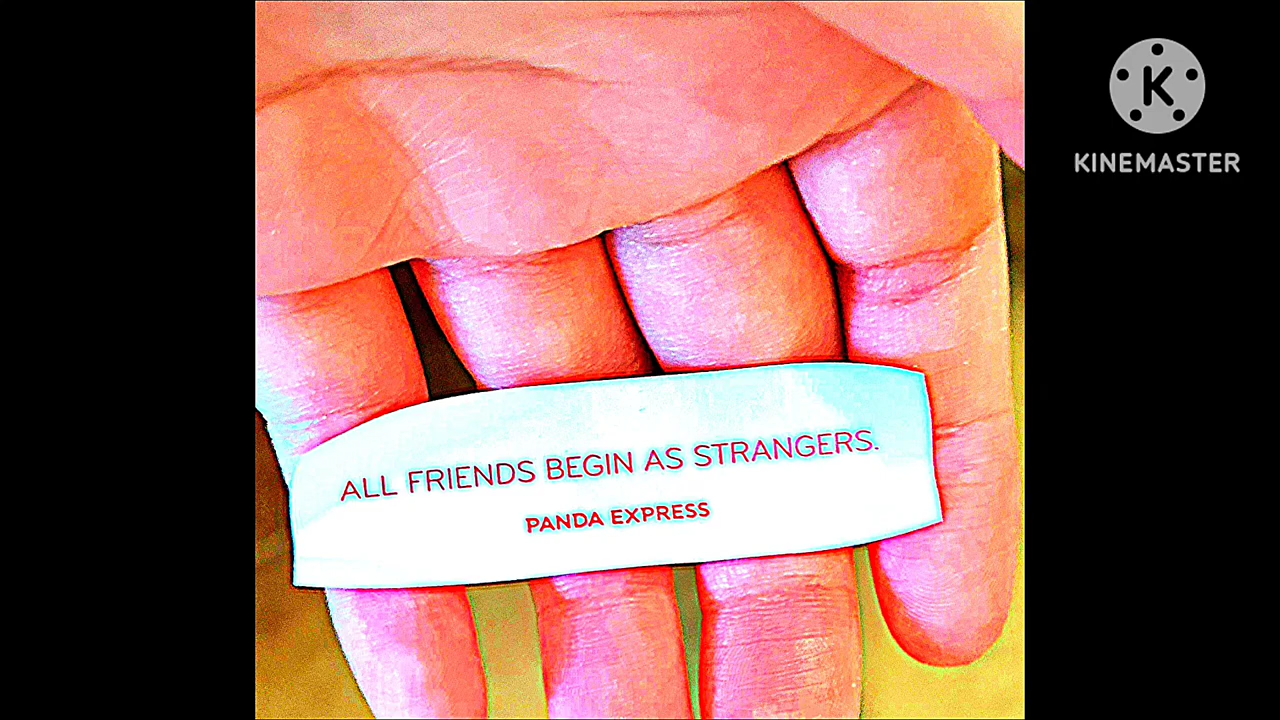 ALL FRIENDS BEGIN AS STRANGERS.
PANDA EXPRESS
K
KINEMASTER